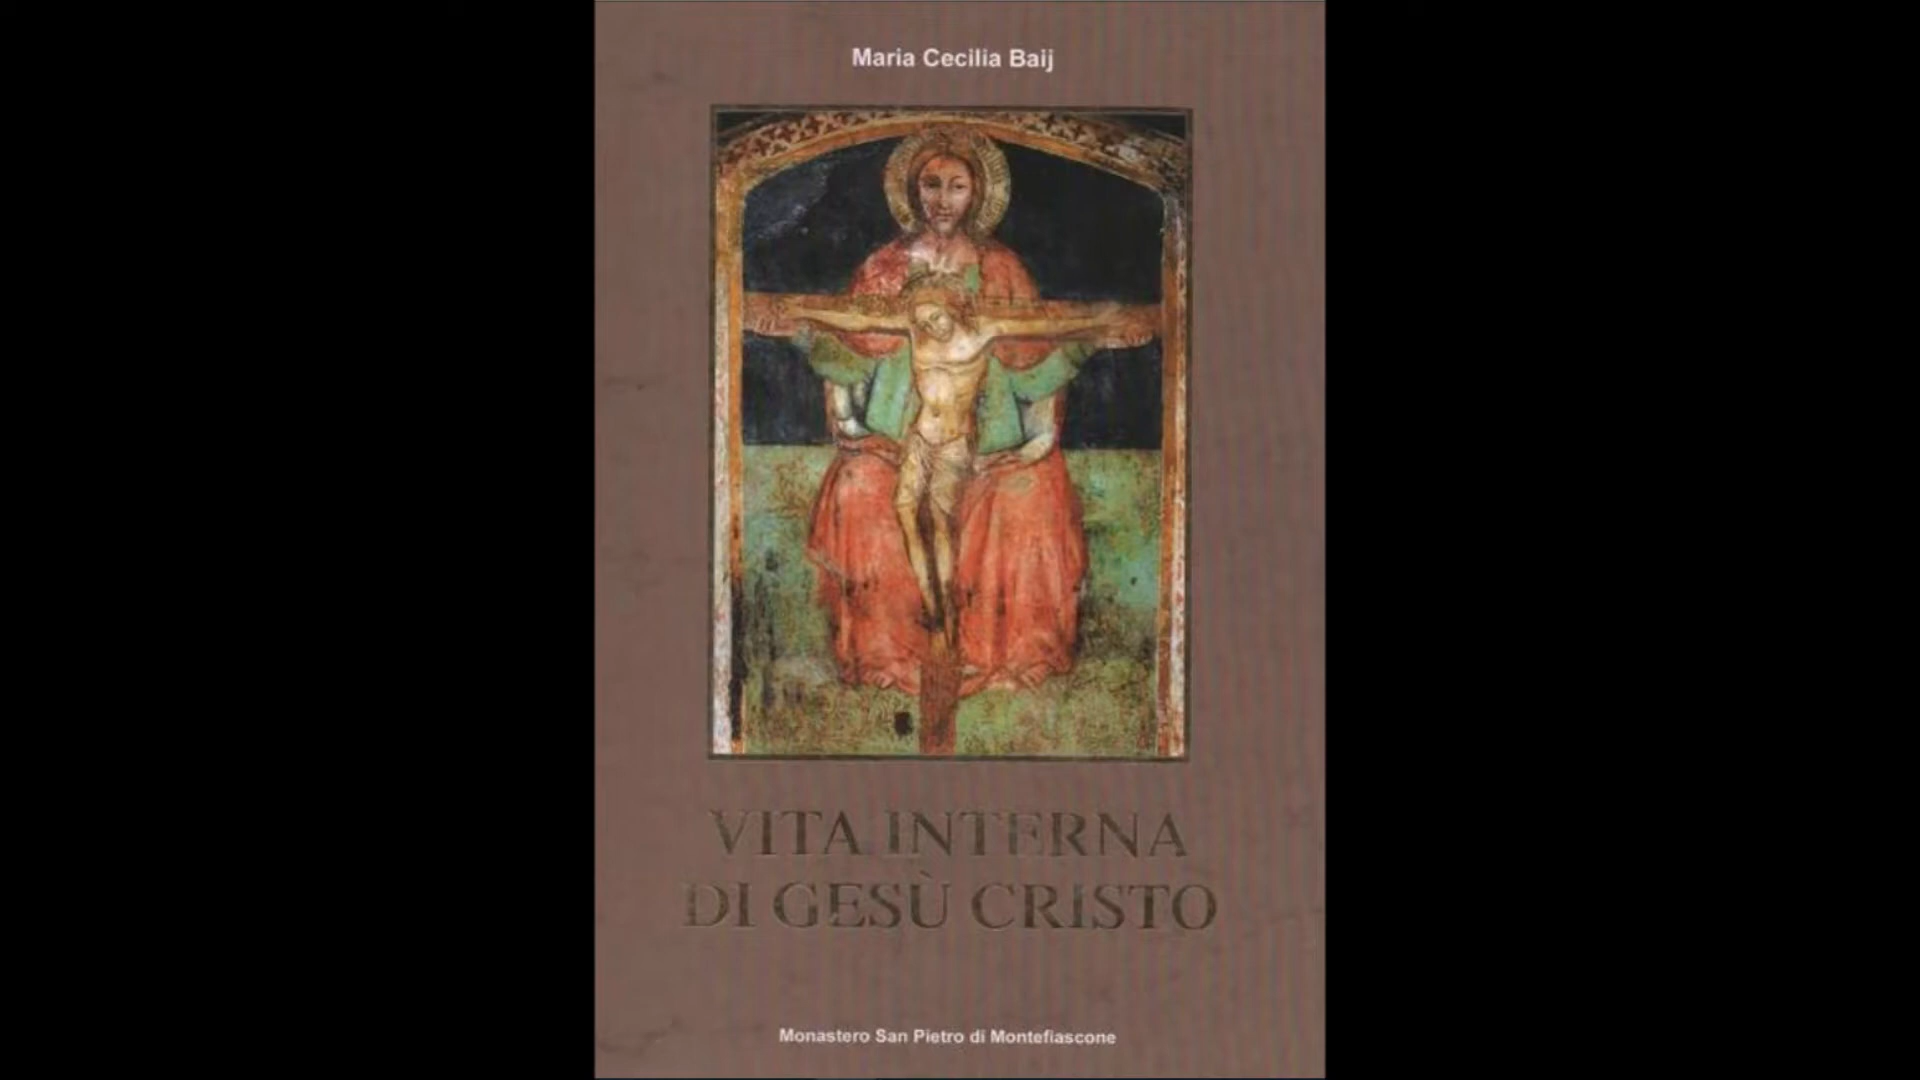 Maria Cecilia Baij
VITA INTERNA
DI GESÙ CRISTO
Monastero San Pietro di Montefiascone